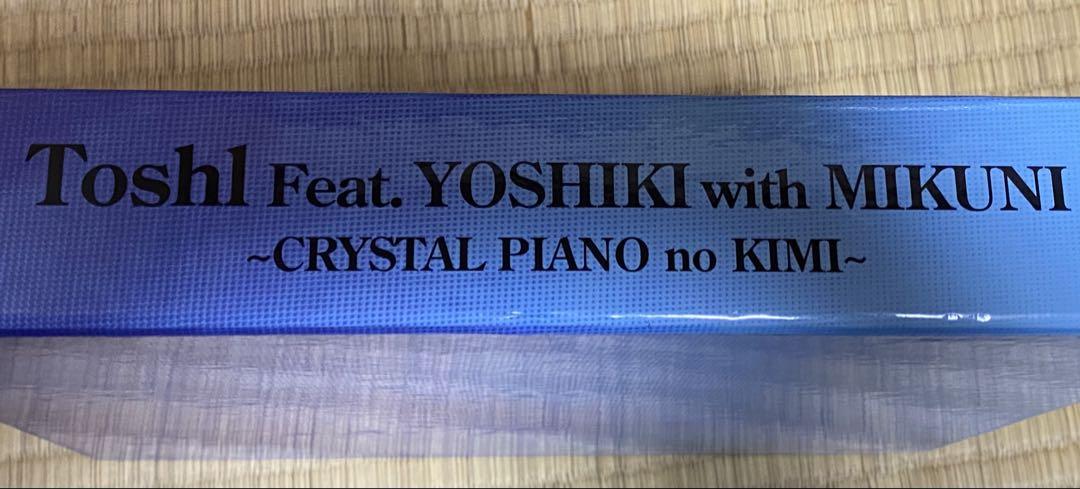 Toshl Feat. YOSHIKI with MIKUNI
~CRYSTAL PIANO no KIMI~